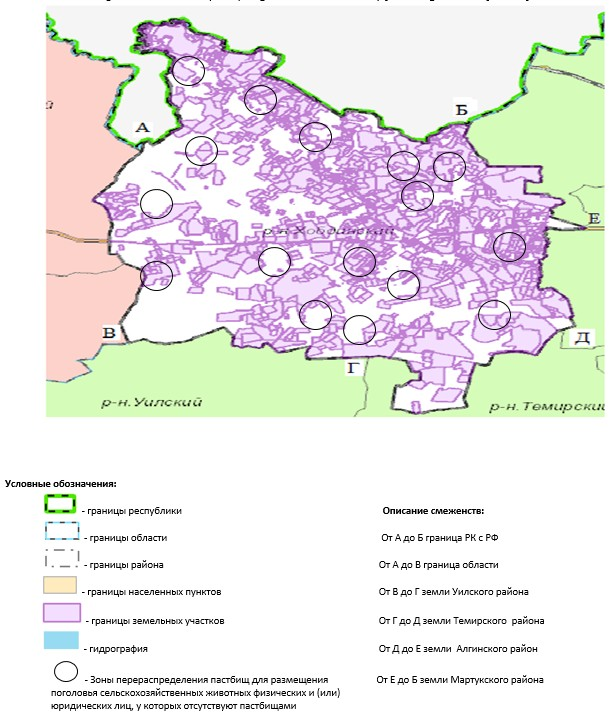 А
Б
р-н.Хобдинский
Е
В
Д
Г
р-н.Уилский
р-н.Темирский
Условные обозначения:
- границы республики
Описание смеженств:
- границы области
От А до Б граница РК с РФ
- границы района
От А до В граница области
- границы населенных пунктов
От В до Г земли Уилского района
- границы земельных участков
От Г до Д земли Темирского района
- гидрография
От Д до Е земли Алгинского район
- Зоны перераспределения пастбищ для размещения
поголовья сельскохозяйственных животных физических и (или)
юридических лиц, у которых отсутствуют пастбищами
От Е до Б земли Мартукского района